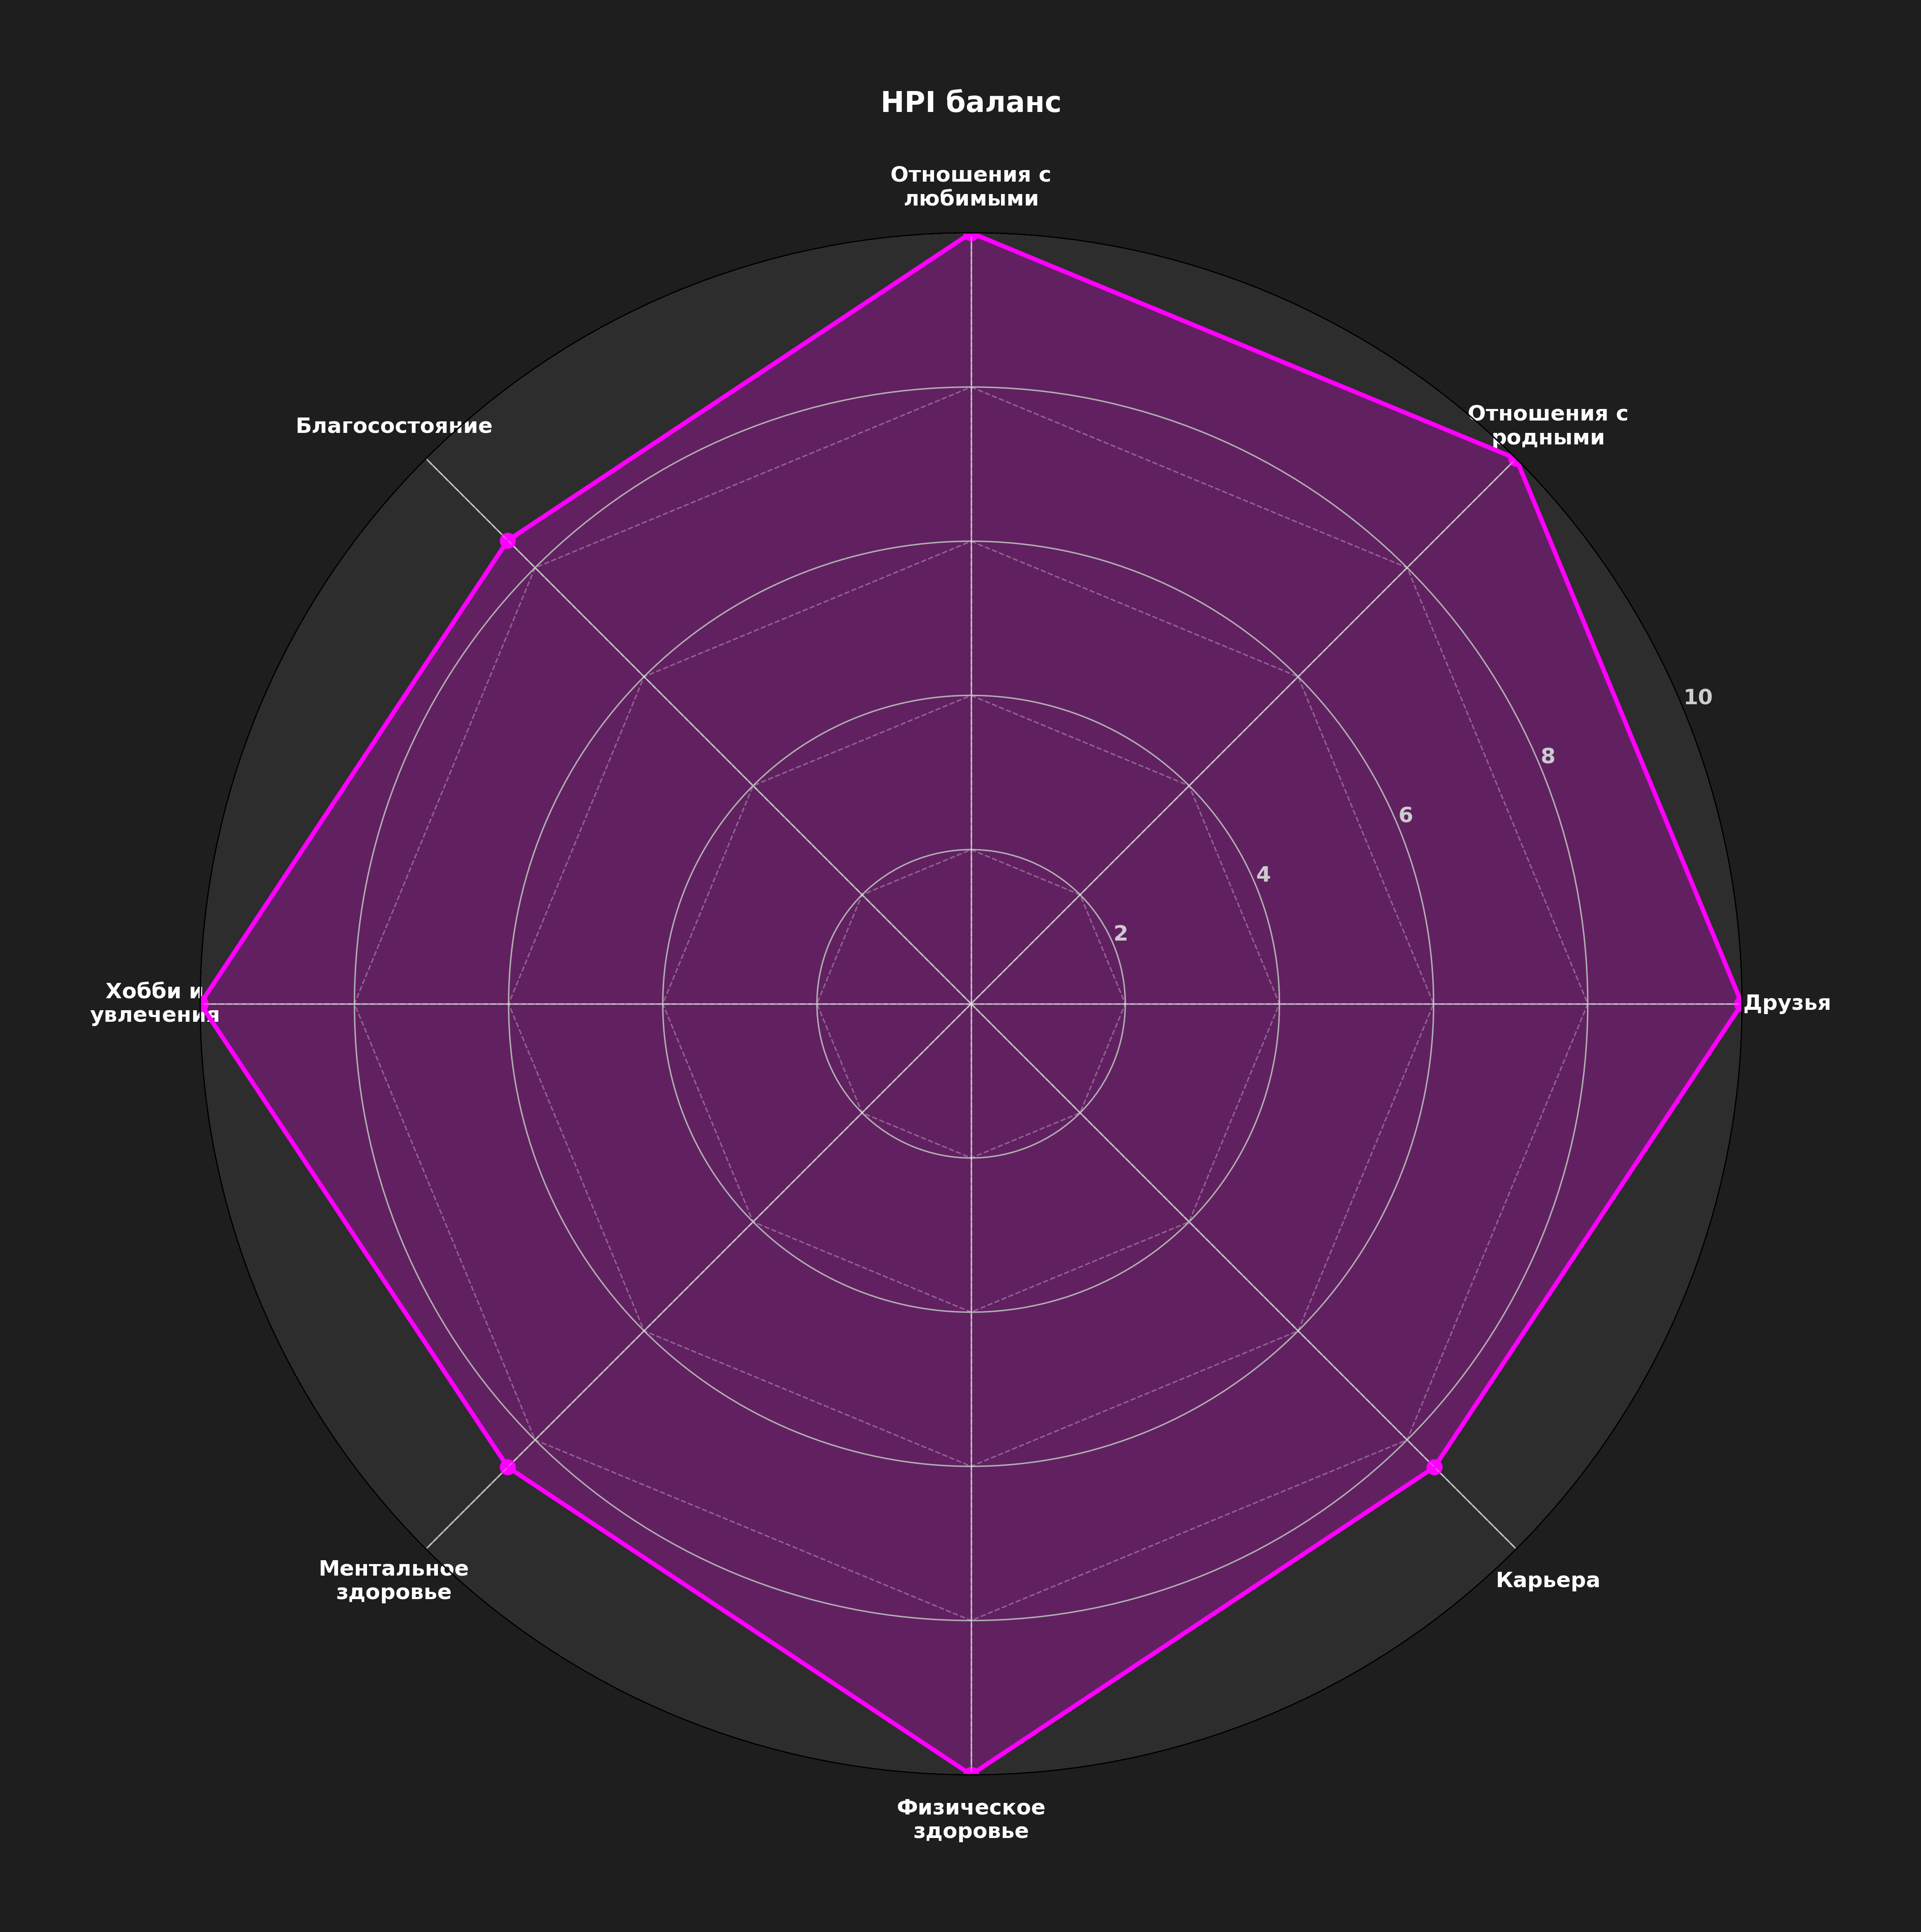 HPI баланс
Отношения с
любимыми
Отношения с
родными
Благосостояние
10
8
6
4
2
Хобби и
увлечения
Друзья
Ментальное
здоровье
Карьера
Физическое
здоровье